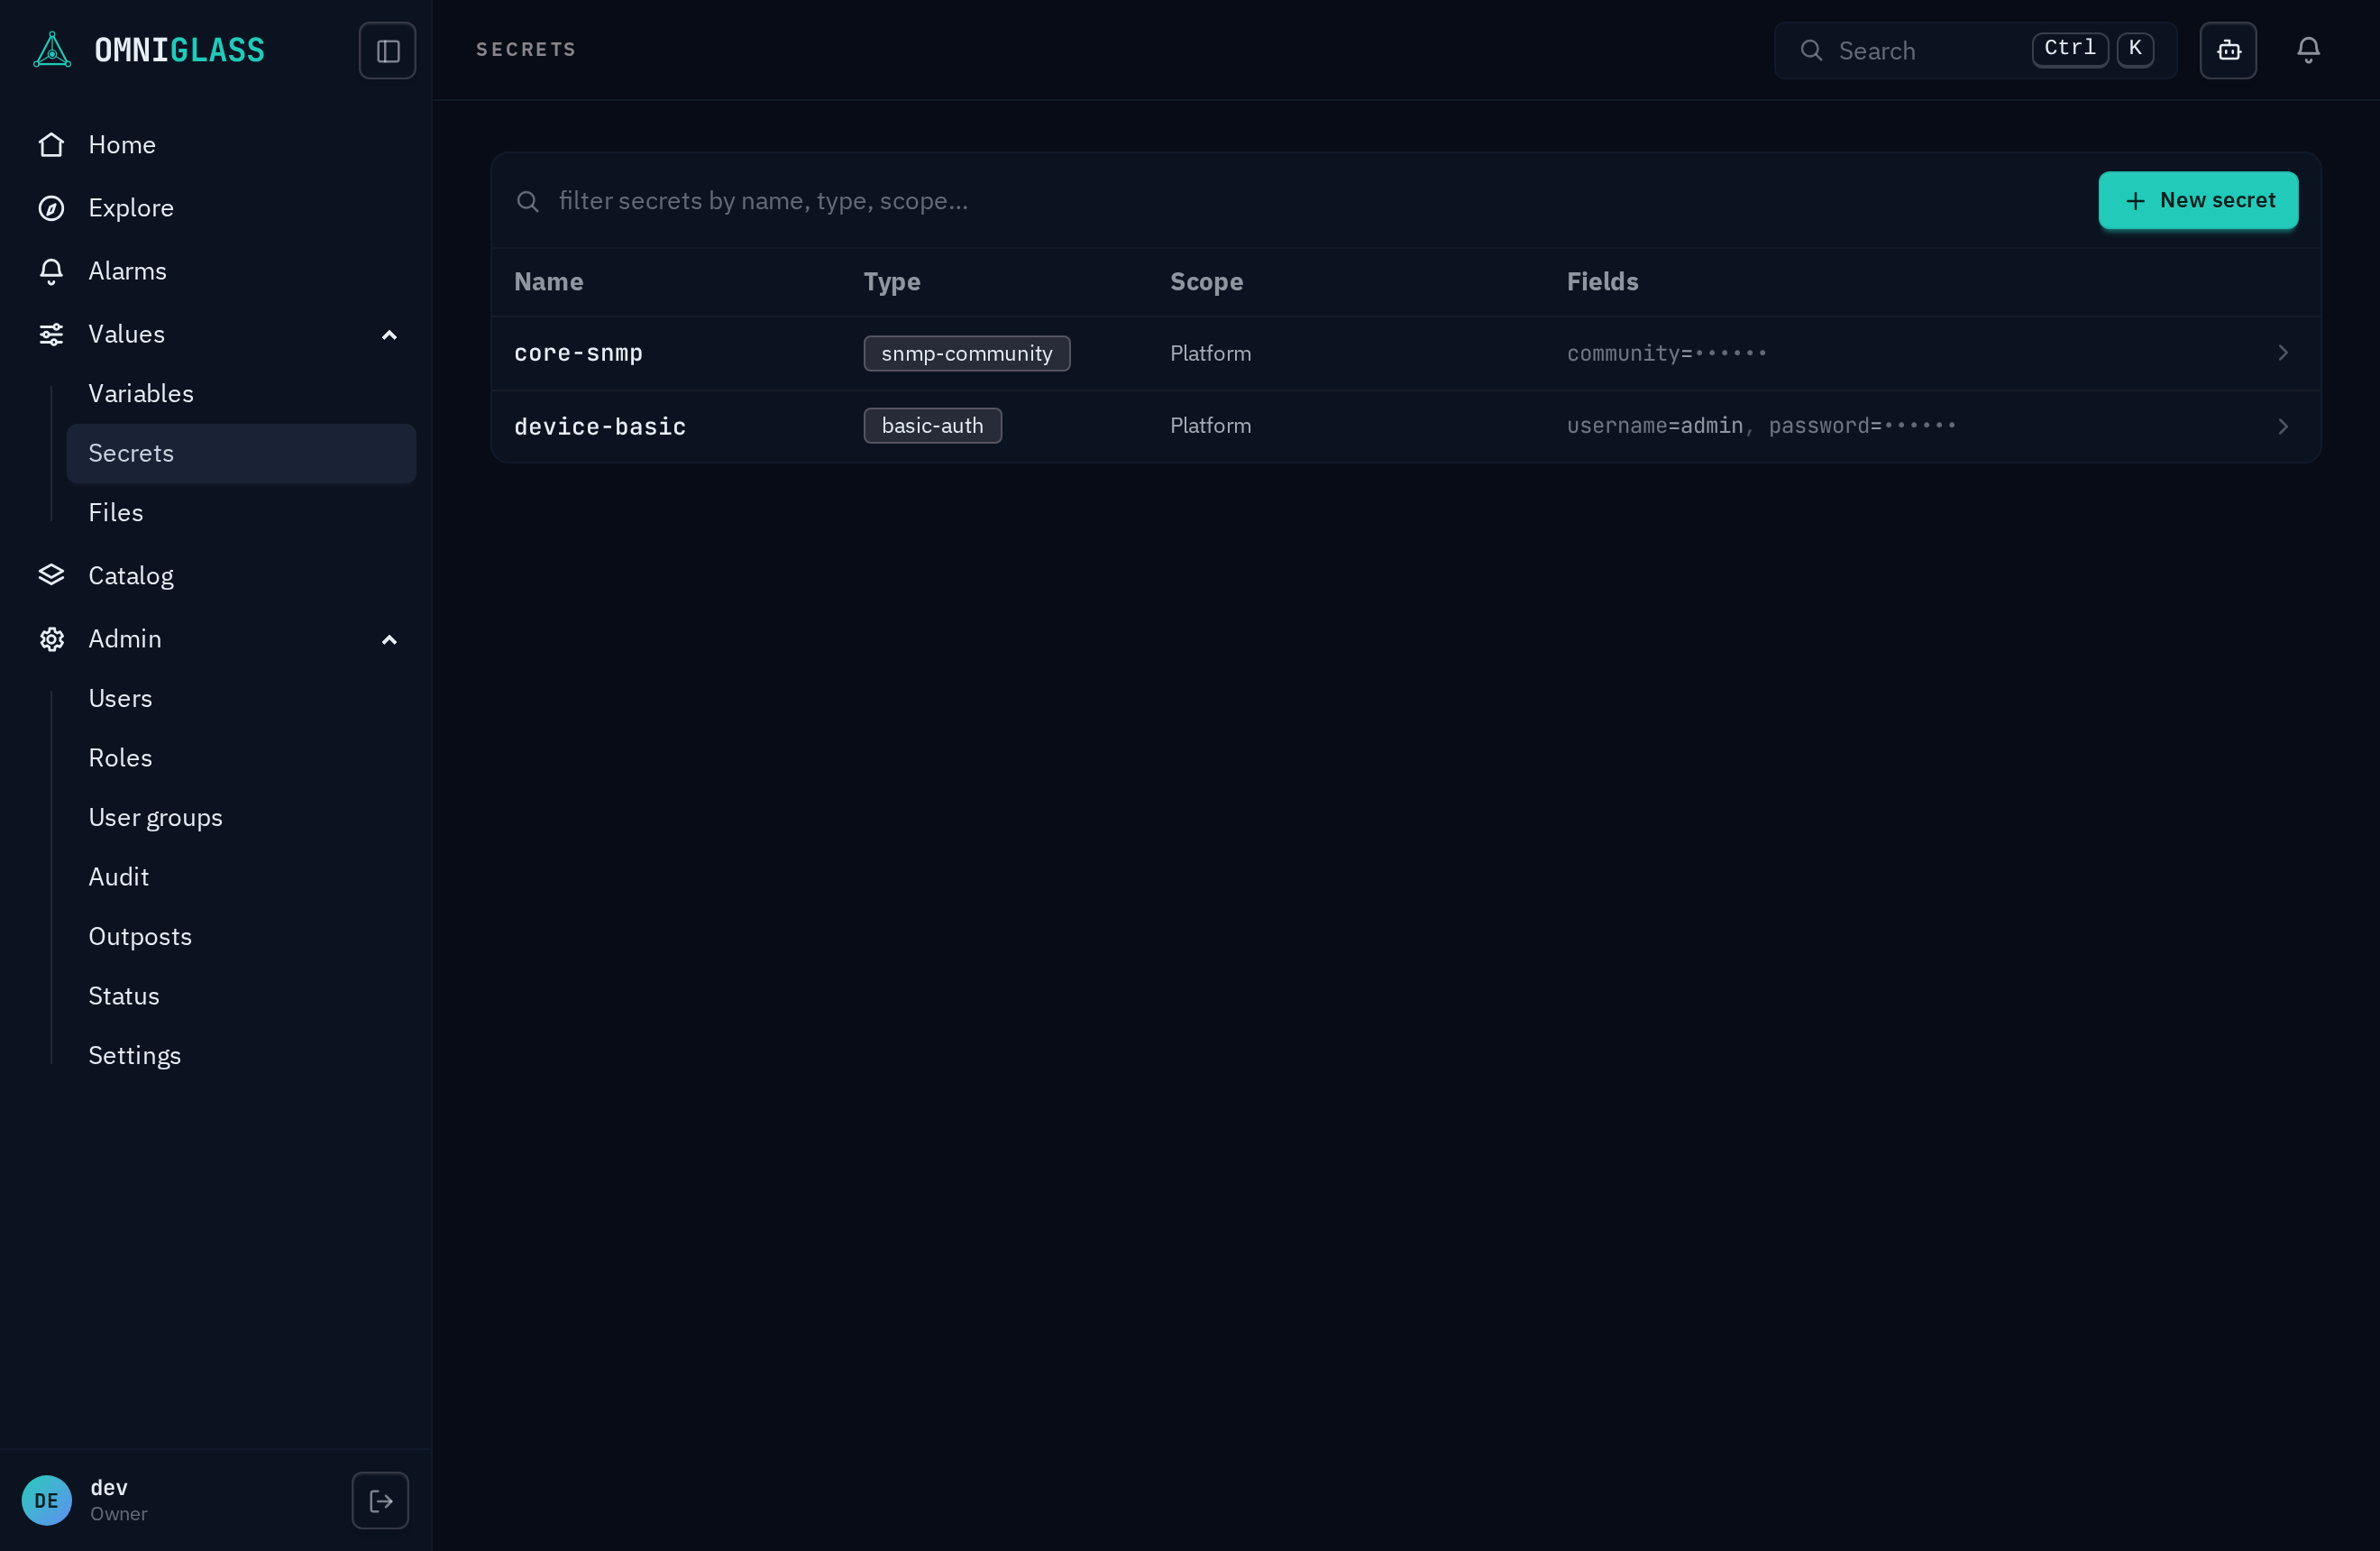 OMNIGLASS
SECRETS
Search Ctrl K
Home
Explore
Alarms
Values
Variables
Secrets
Files
Catalog
Admin
Users
Roles
User groups
Audit
Outposts
Status
Settings
DE dev
Owner
filter secrets by name, type, scope...
New secret
Name Type Scope Fields
core-snmp snmp-community Platform community=••••••
device-basic basic-auth Platform username=admin, password=••••••